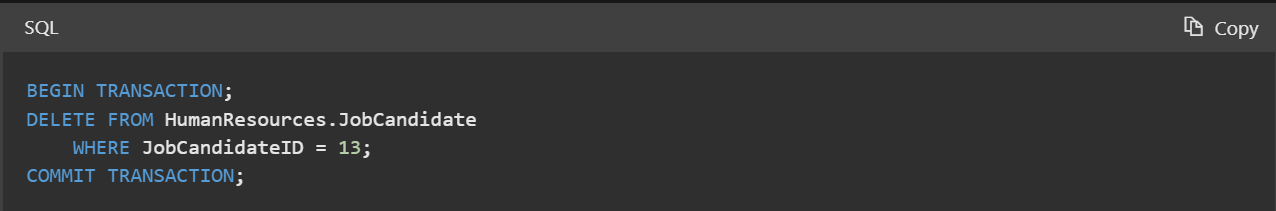 SQL
Copy
BEGIN TRANSACTION;
DELETE FROM HumanResources.JobCandidate
    WHERE JobCandidateID = 13;
COMMIT TRANSACTION;